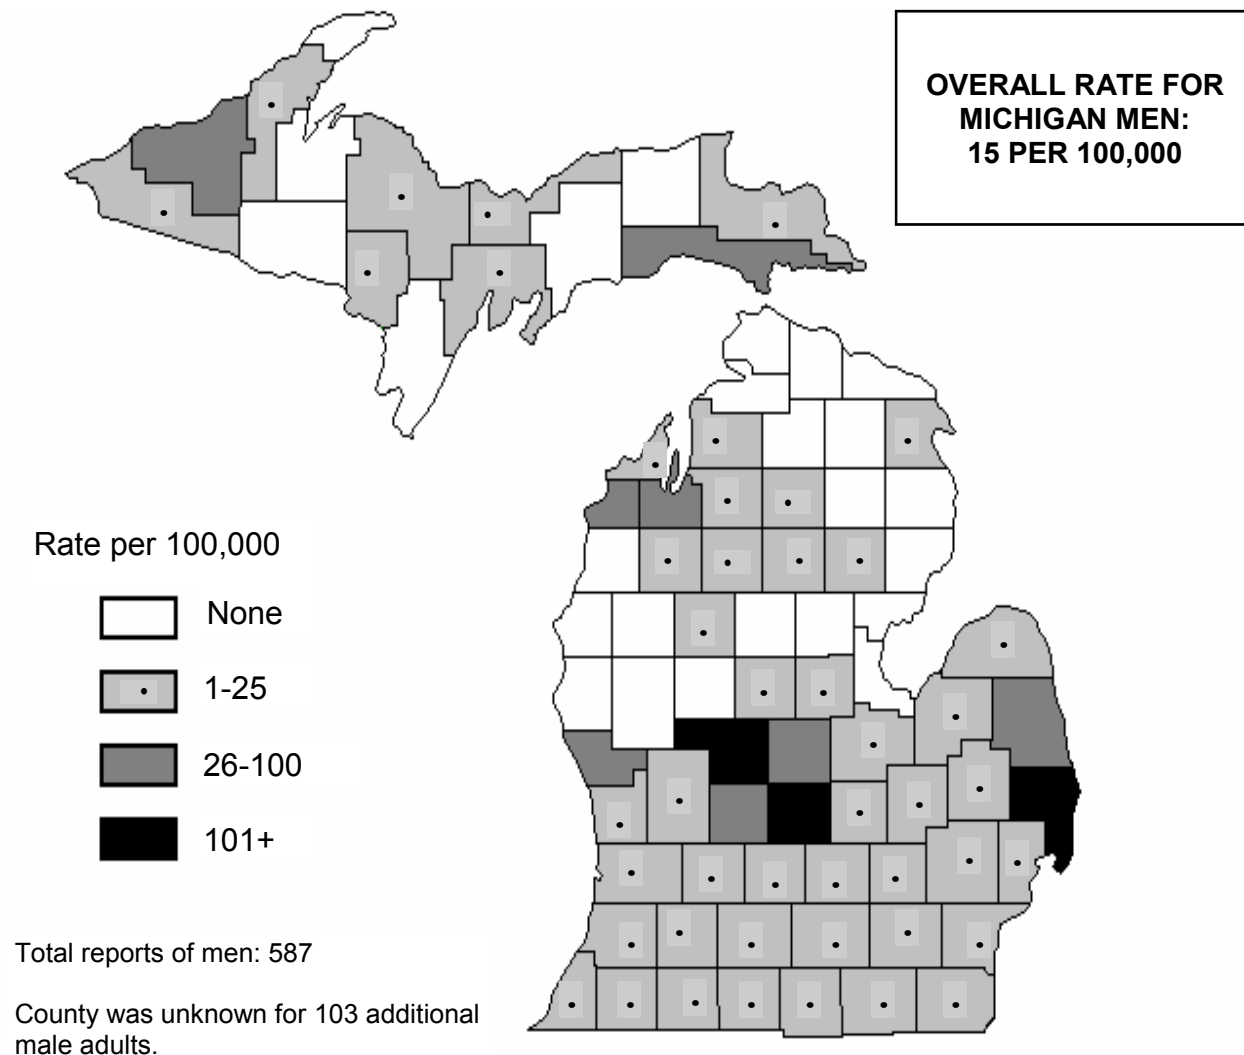 OVERALL RATE FOR
MICHIGAN MEN:
15 PER 100,000
Rate per 100,000
None
1-25
26-100
101+
Total reports of men: 587
County was unknown for 103 additional
male adults.